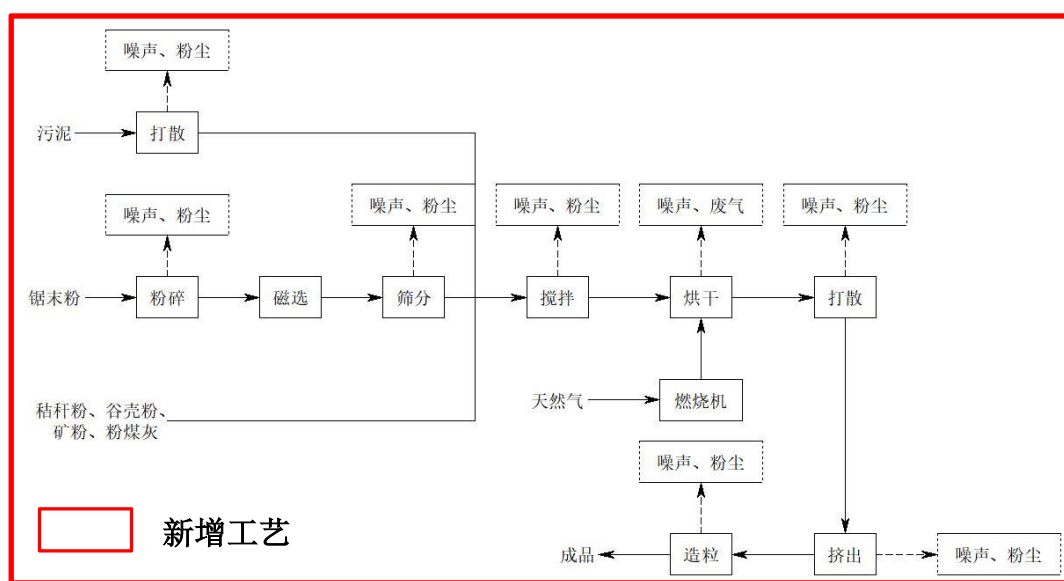 噪声、粉尘
污泥
打散
噪声、粉尘
噪声、粉尘
噪声、粉尘
噪声、废气
噪声、粉尘
锯末粉
粉碎
磁选
筛分
搅拌
烘干
打散
天然气
燃烧机
秸秆粉、谷壳粉、
矿粉、粉煤灰
噪声、粉尘
新增工艺
成品
造粒
挤出
噪声、粉尘